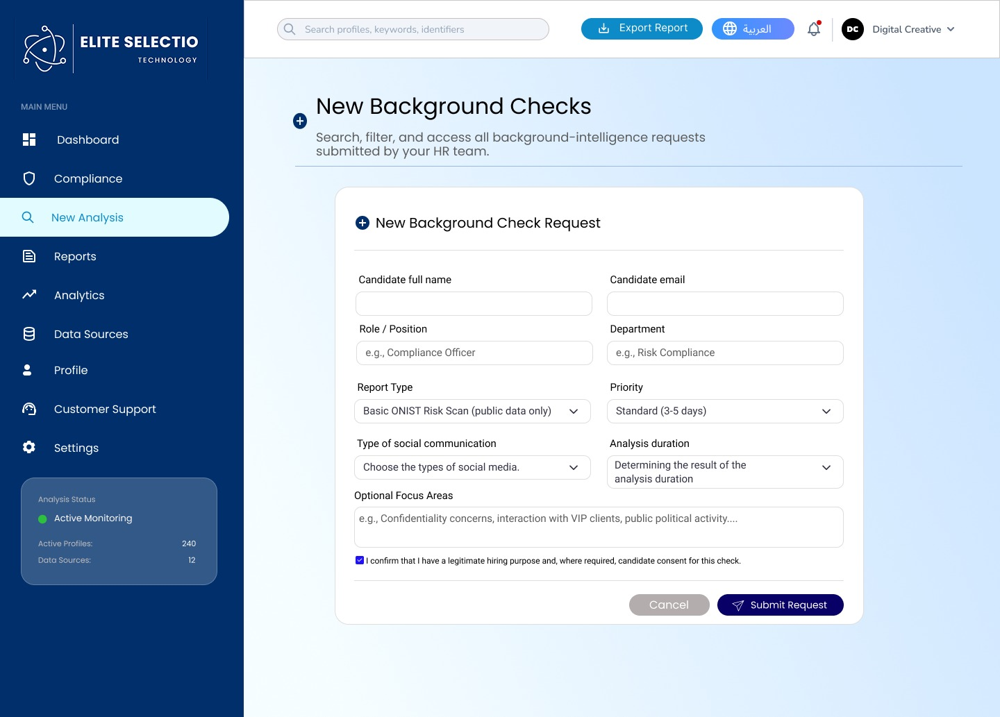 ELITE SELECTIO
TECHNOLOGY
MAIN MENU
Dashboard
Compliance
New Analysis
Reports
Analytics
Data Sources
Profile
Customer Support
Settings
Analysis Status
Active Monitoring
Active Profiles: 240
Data Sources: 12
Search profiles, keywords, identifiers
Export Report
العربية
DC
Digital Creative
New Background Checks
Search, filter, and access all background-intelligence requests
submitted by your HR team.
New Background Check Request
Candidate full name
Candidate email
Role / Position
Department
e.g., Compliance Officer
e.g., Risk Compliance
Report Type
Priority
Basic ONIST Risk Scan (public data only)
Standard (3-5 days)
Type of social communication
Analysis duration
Choose the types of social media.
Determining the result of the
analysis duration
Optional Focus Areas
e.g., Confidentiality concerns, interaction with VIP clients, public political activity....
I confirm that I have a legitimate hiring purpose and, where required, candidate consent for this check.
Cancel
Submit Request